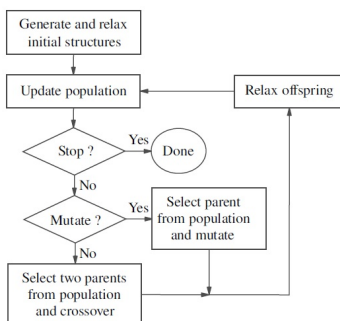 Generate and relax
initial structures
Update population
Relax offspring
Stop ?
Yes
Done
No
Mutate ?
Yes
Select parent
from population
and mutate
No
Select two parents
from population
and crossover